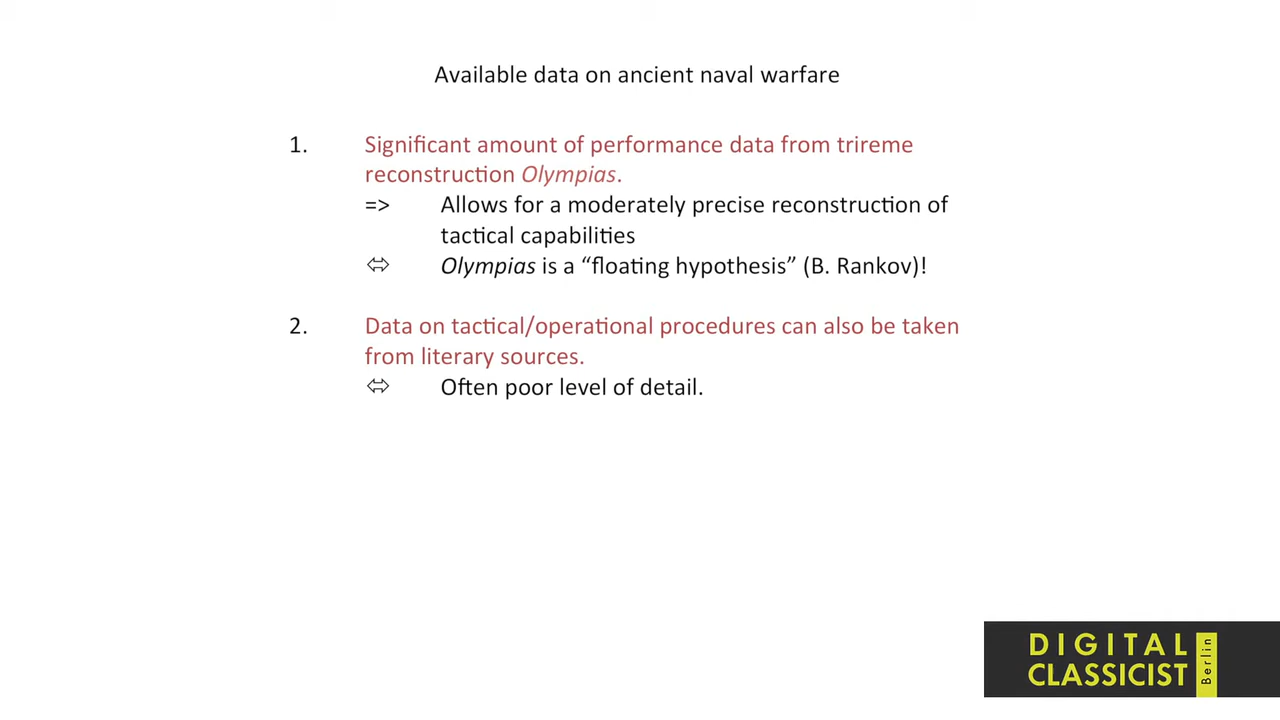 Available data on ancient naval warfare
1. Significant amount of performance data from trireme
reconstruction Olympias.
=> Allows for a moderately precise reconstruction of
tactical capabilities
⬄ Olympias is a “floating hypothesis” (B. Rankov)!
2. Data on tactical/operational procedures can also be taken
from literary sources.
⬄ Often poor level of detail.
DIGITAL
CLASSICIST
Berlin